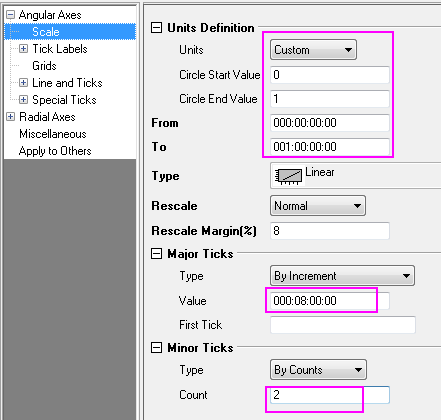 Angular Axes
Scale
Tick Labels
Grids
Line and Ticks
Special Ticks
Radial Axes
Miscellaneous
Apply to Others
Units Definition
Units Custom
Circle Start Value 0
Circle End Value 1
From 000:00:00:00
To 001:00:00:00
Type Linear
Rescale Normal
Rescale Margin(%) 8
Major Ticks
Type By Increment
Value 000:08:00:00
First Tick
Minor Ticks
Type By Counts
Count 2